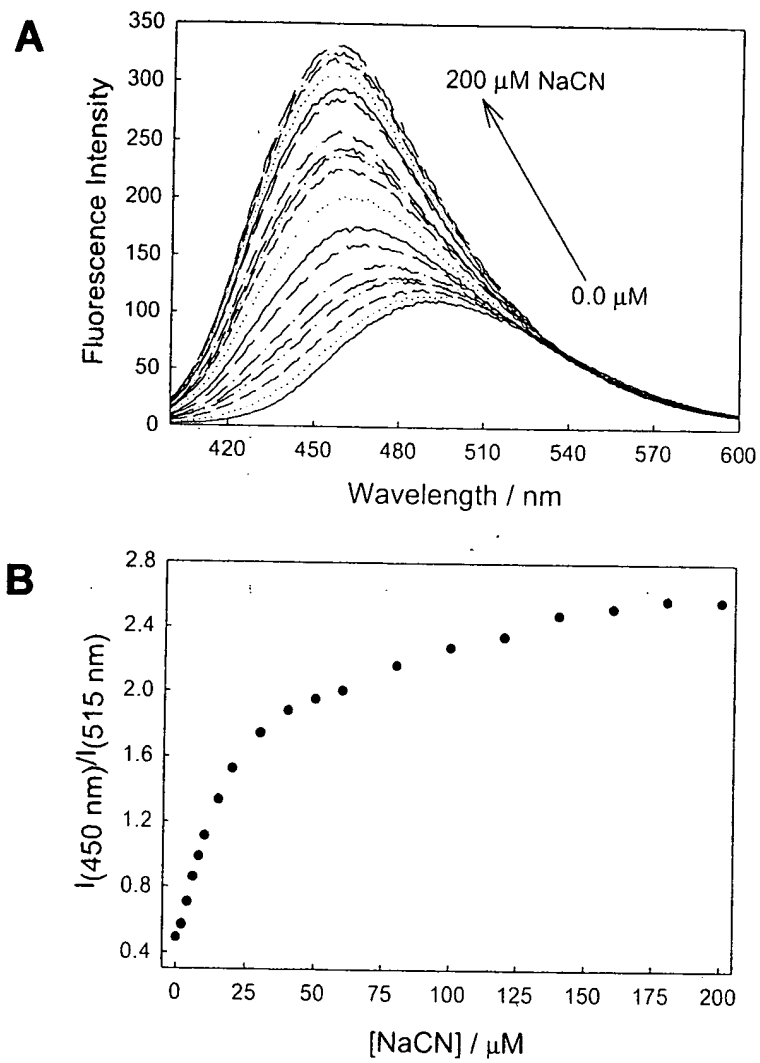 A
350
300
250
200
150
100
50
0
Fluorescence Intensity
200 μM NaCN
0.0 μM
420 450 480 510 540 570 600
Wavelength / nm
B
2.8
2.4
2.0
1.6
1.2
0.8
0.4
I(450 nm)/I(515 nm)
0 25 50 75 100 125 150 175 200
[NaCN] / μM